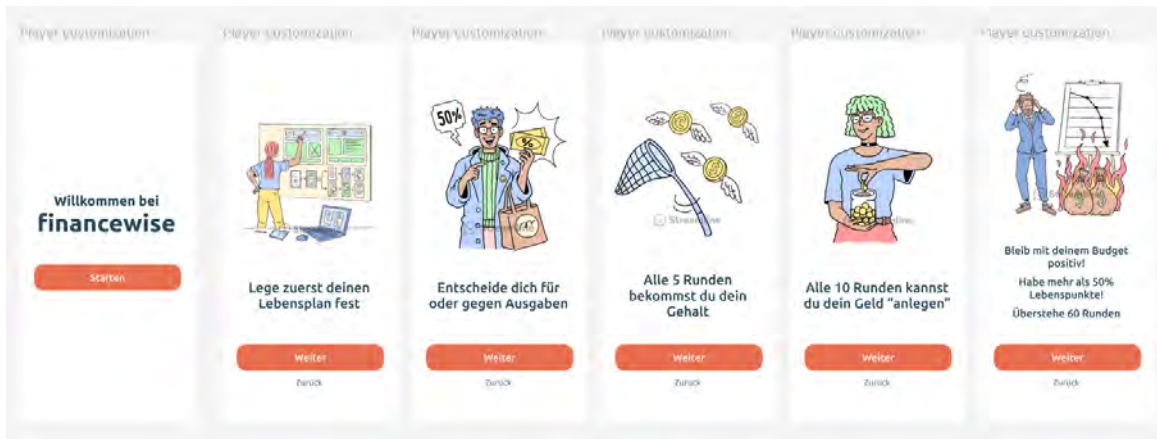 Player customization
Player customization
Player customization
Player customization
Player customization
Player customization
Willkommen bei
financewise
Starten
Lege zuerst deinen
Lebensplan fest
Weiter
Zurück
50%
%
Entscheide dich für
oder gegen Ausgaben
Weiter
Zurück
Streamline
Alle 5 Runden
bekommst du dein
Gehalt
Weiter
Zurück
Alle 10 Runden kannst
du dein Geld “anlegen”
Weiter
Zurück
Bleib mit deinem Budget
positiv!
Habe mehr als 50%
Lebenspunkte!
Überstehe 60 Runden
Weiter
Zurück